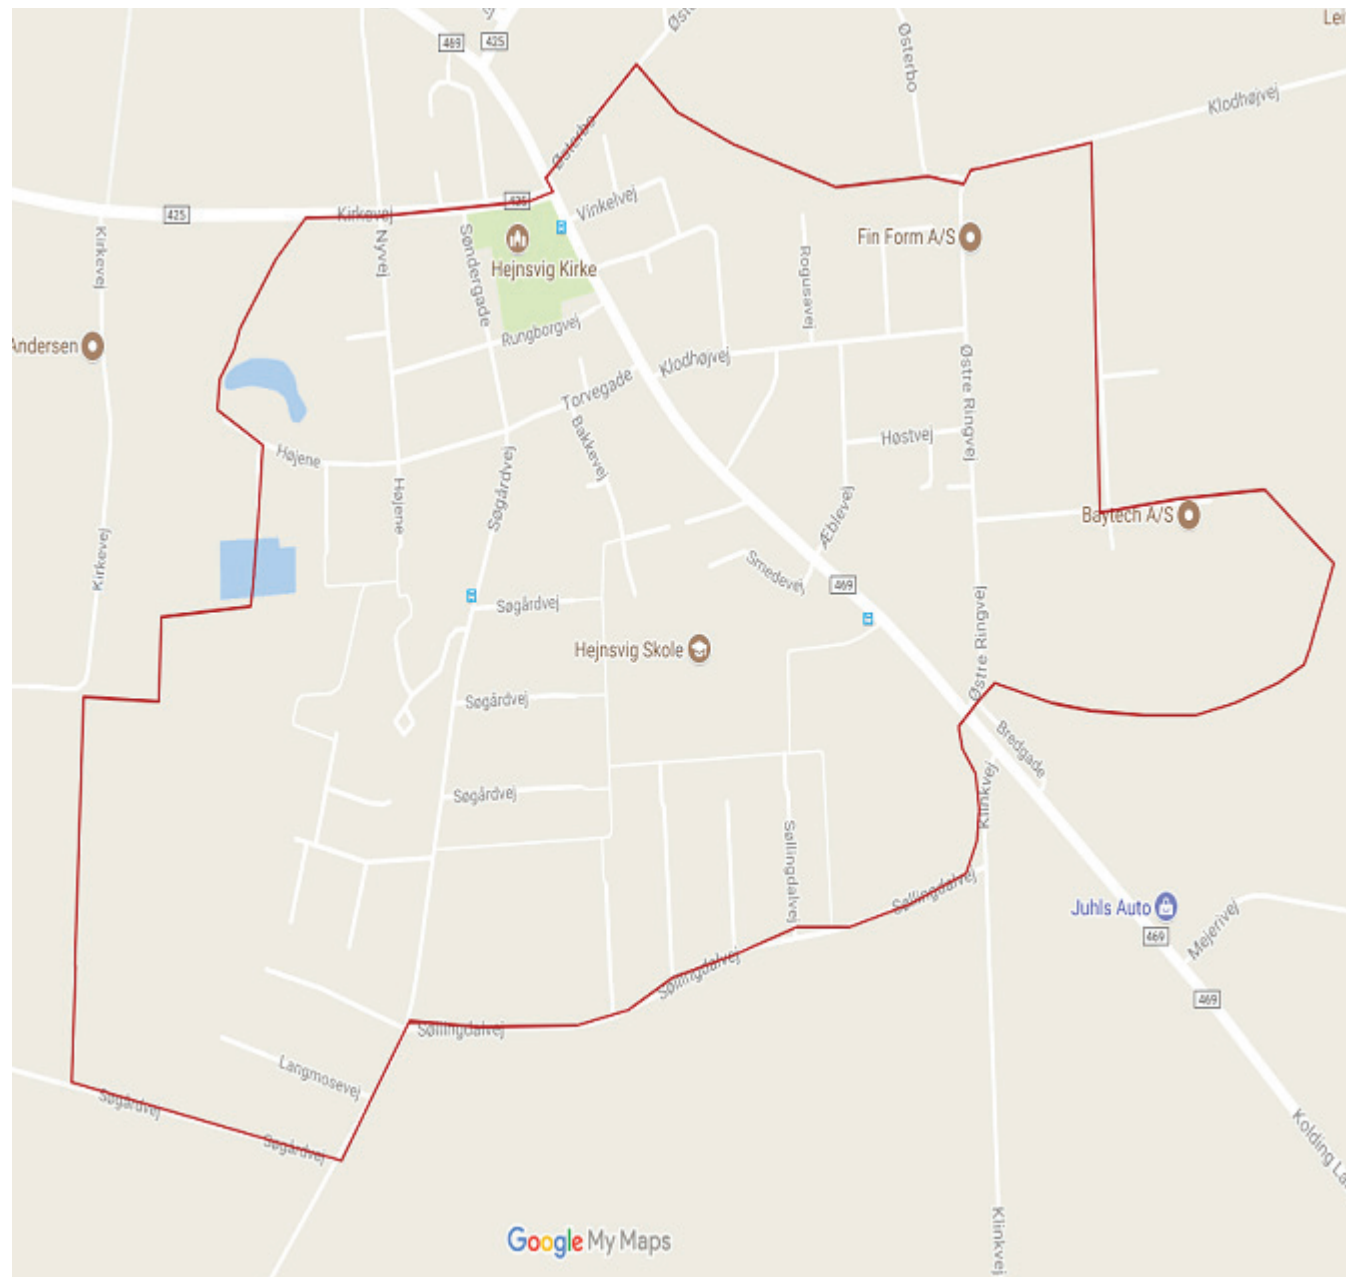 Lei
Øst
469
425
Østerbo
Klodhøjvej
Østerbo
425
425
Kirkevej
Vinkelvej
Kirkevej
Nyvej
Søndergade
Hejnsvig Kirke
Fin Form A/S
Rogusavej
Rungborgvej
Andersen
Klodhøjvej
Østre Ringvej
Torvegade
Høstvej
Højene
Bakkevej
Søgårdvej
Højene
Æblevej
Baytech A/S
Kirkevej
Smedevej
469
Søgårdvej
Hejnsvig Skole
Østre Ringvej
Søgårdvej
Bredgade
Søgårdvej
Klinkvej
Søllingdalvej
Søllingdalvej
Juhls Auto
469
Mejerivej
Søllingdalvej
469
Søllingdalvej
Langmosevej
Søgårdvej
Søgårdvej
Kolding La
Klinkvej
Google My Maps